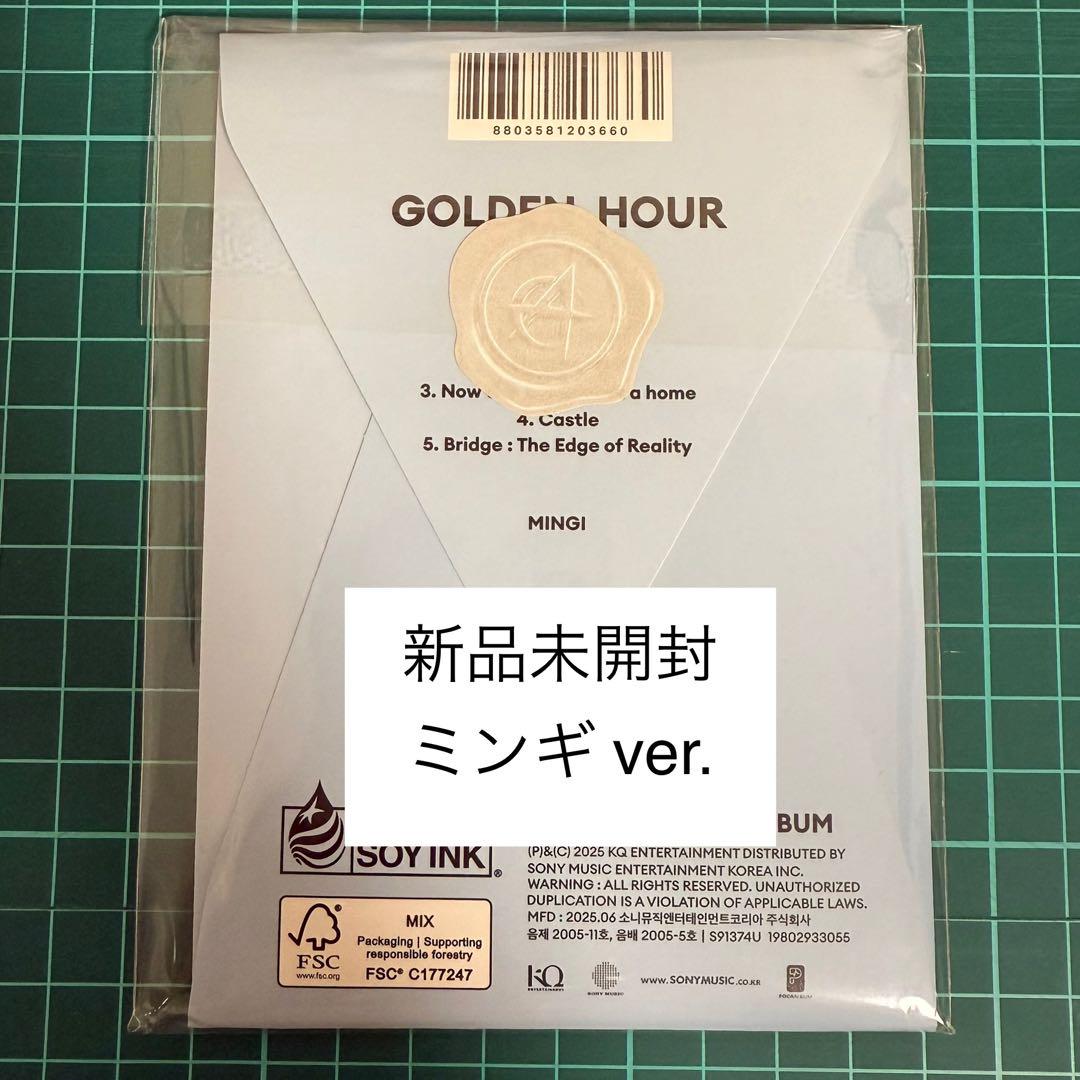 8803581203660
GOLDEN HOUR
3. Now a home
4. Castle
5. Bridge : The Edge of Reality
MINGI
新品未開封
ミンギ ver.
BUM
SOY INK
(P)&(C) 2025 KQ ENTERTAINMENT DISTRIBUTED BY
SONY MUSIC ENTERTAINMENT KOREA INC.
WARNING : ALL RIGHTS RESERVED. UNAUTHORIZED
DUPLICATION IS A VIOLATION OF APPLICABLE LAWS.
MFD : 2025.06 소니뮤직엔터테인먼트코리아 주식회사
음제 2005-11호, 음배 2005-5호 | S91374U 19802933055
FSC
www.fsc.org
MIX
Packaging | Supporting
responsible forestry
FSC® C177247
KQ
ENTERTAINMENT
SONY MUSIC
www.SONYMUSIC.CO.KR
POCAALBUM